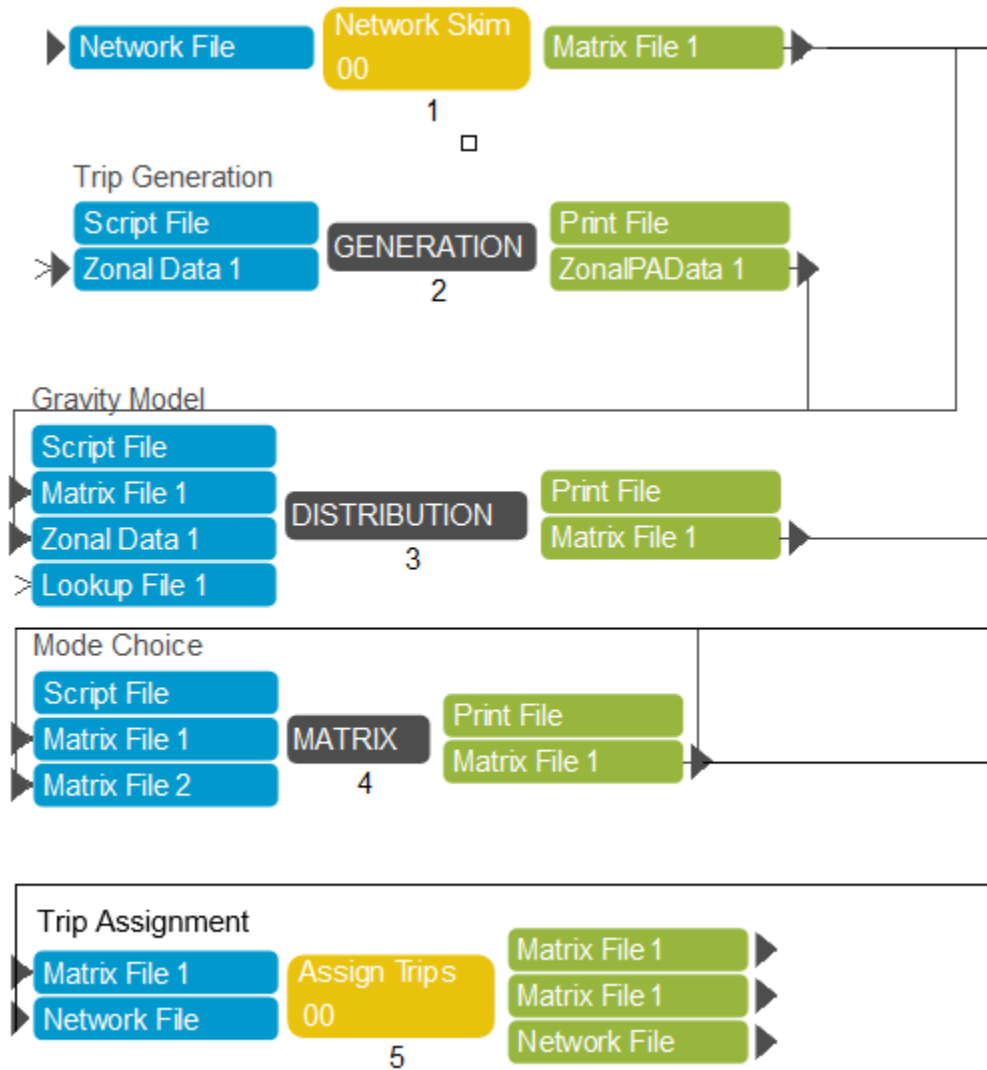 Network File
Network Skim
00
Matrix File 1
1
Trip Generation
Script File
Zonal Data 1
GENERATION
2
Print File
ZonalPAData 1
Gravity Model
Script File
Matrix File 1
Zonal Data 1
Lookup File 1
DISTRIBUTION
3
Print File
Matrix File 1
Mode Choice
Script File
Matrix File 1
Matrix File 2
MATRIX
4
Print File
Matrix File 1
Trip Assignment
Matrix File 1
Network File
Assign Trips
00
5
Matrix File 1
Matrix File 1
Network File